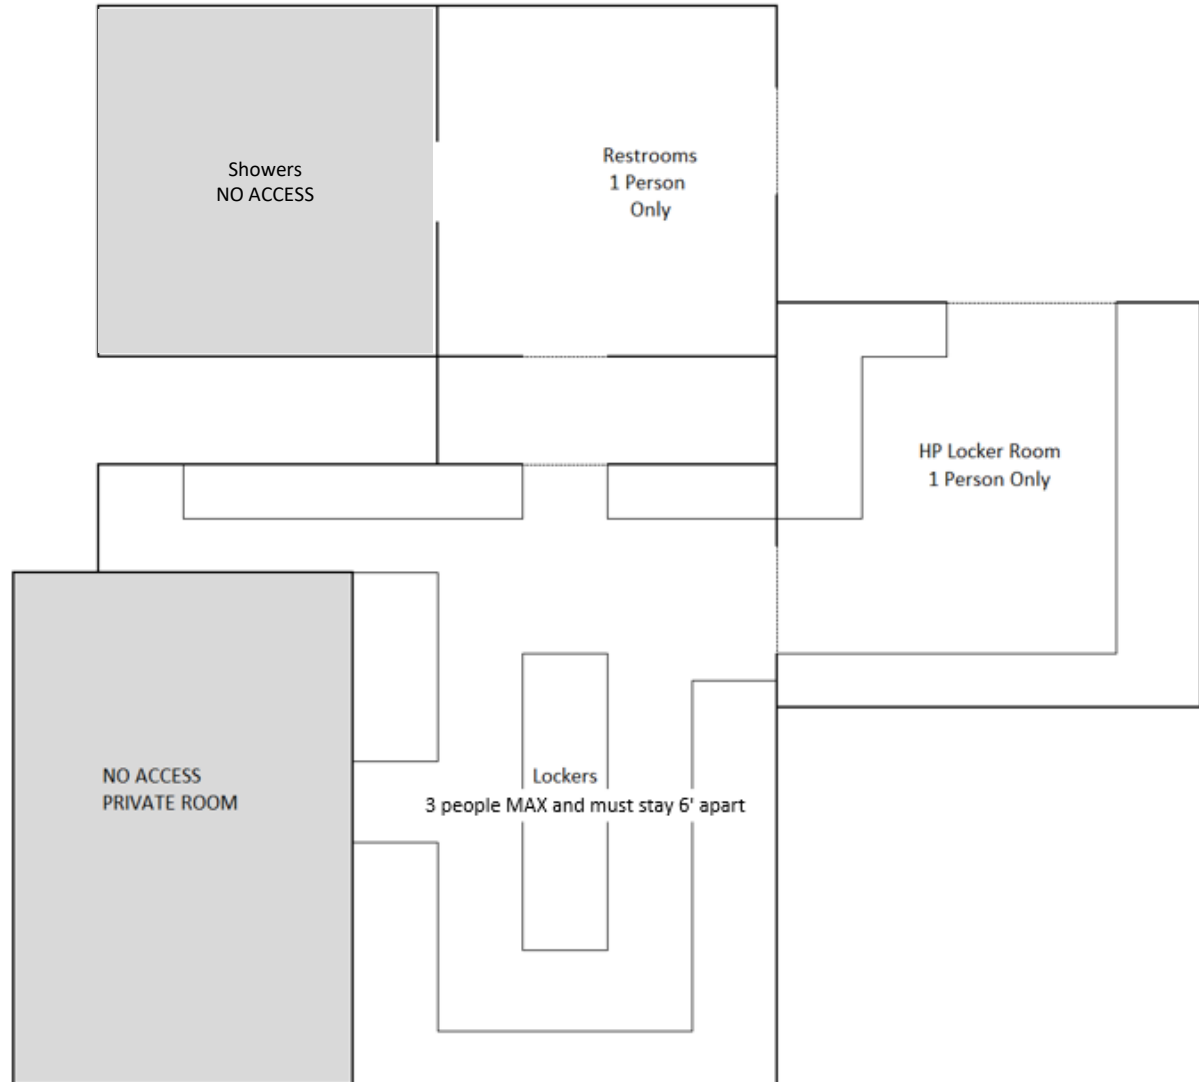 Showers
NO ACCESS
Restrooms
1 Person
Only
HP Locker Room
1 Person Only
NO ACCESS
PRIVATE ROOM
Lockers
3 people MAX and must stay 6' apart